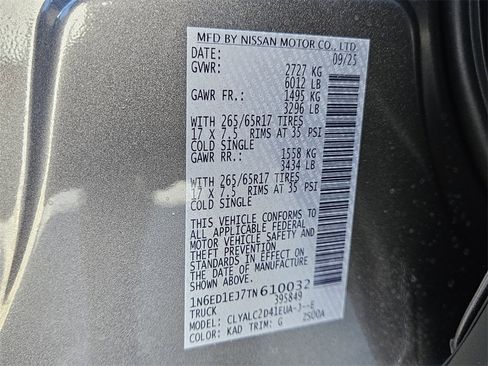 MFD BY NISSAN MOTOR CO., LTD.
DATE: 09/25
GVWR: 2727 KG
6012 LB
GAWR FR.: 1495 KG
3296 LB
WITH 265/65R17 TIRES
17 X 7.5 RIMS AT 35 PSI
COLD SINGLE
GAWR RR.: 1558 KG
3434 LB
WITH 265/65R17 TIRES
17 X 7.5 RIMS AT 35 PSI
COLD SINGLE
THIS VEHICLE CONFORMS TO
ALL APPLICABLE FEDERAL
MOTOR VEHICLE SAFETY AND
THEFT PREVENTION
STANDARDS IN EFFECT ON
THE DATE OF MANUFACTURE
SHOWN ABOVE.
1N6ED1EJ7TN610032
TRUCK 395849
MODEL: CLYALC2D41EUA-J--E
COLOR: KAD TRIM: G 2S00A